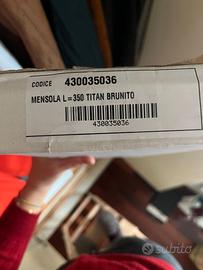 CODICE 430035036
MENSOLA L=350 TITAN BRUNITO
430035036
subito